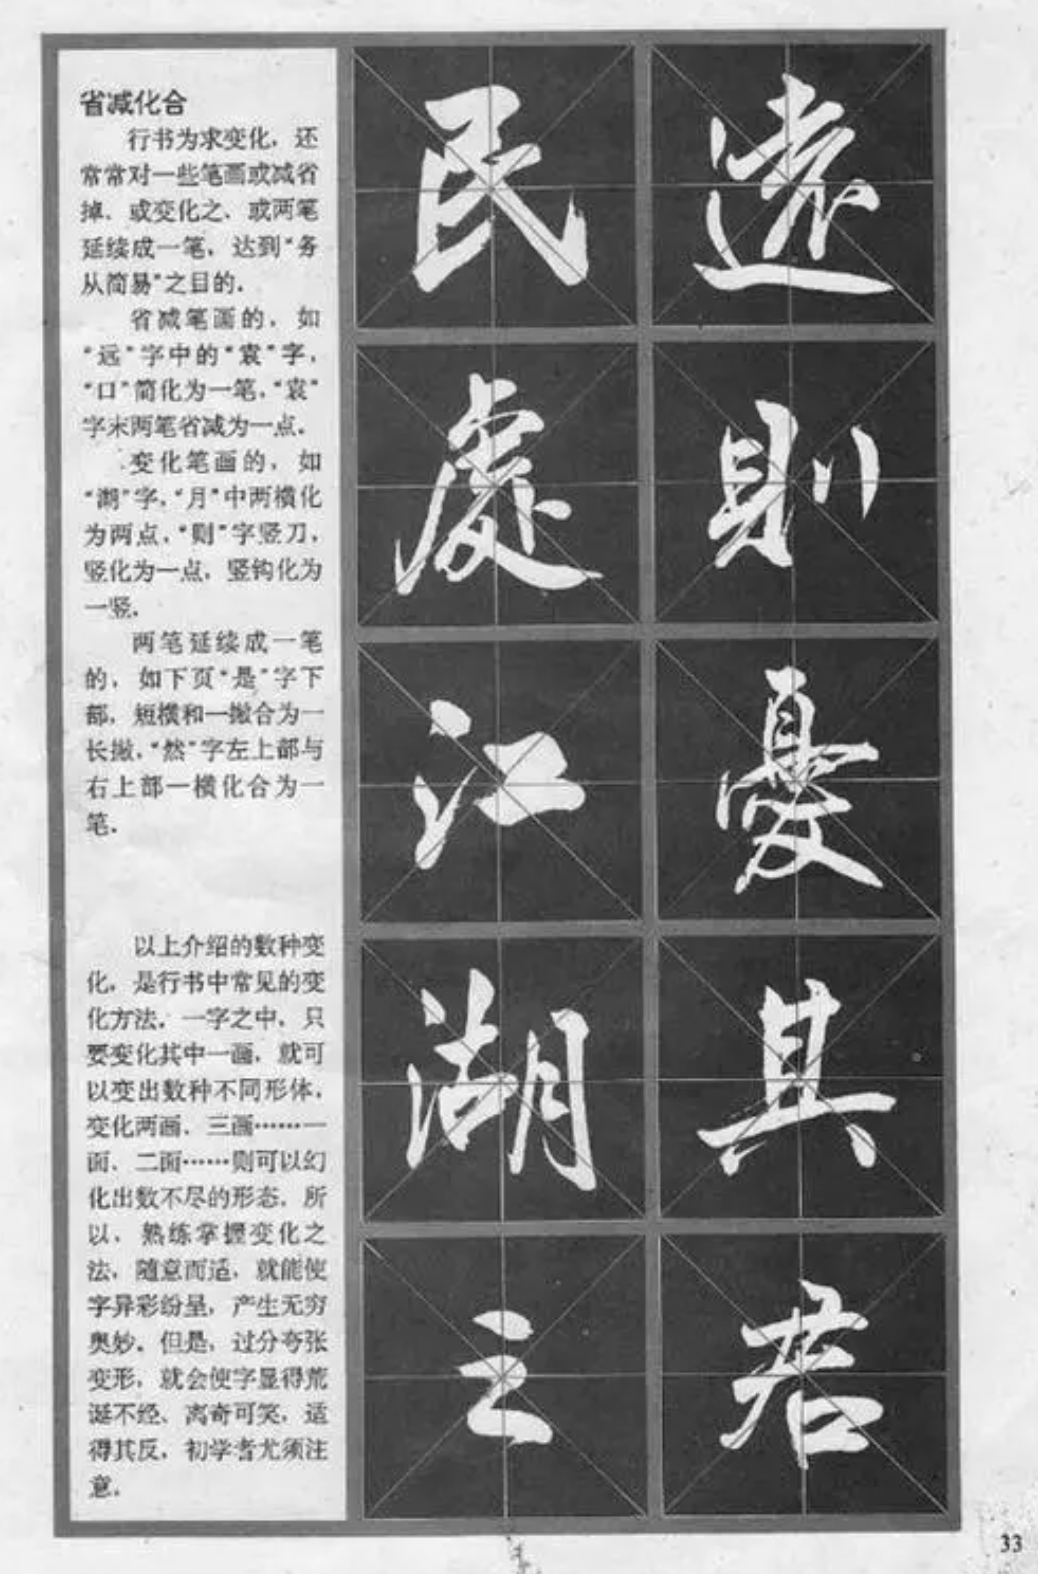 省减化合
行书为求变化，还
常常对一些笔画或减省
掉、或变化之、或两笔
延续成一笔，达到“务
从简易”之目的。
省减笔画的，如
“远”字中的“袁”字，
“口”简化为一笔，“袁”
字末两笔省减为一点。
变化笔画的，如
“湖”字，“月”中两横化
为两点，“则”字竖刀，
竖化为一点，竖钩化为
一竖。
两笔延续成一笔
的，如下页“是”字下
部，短横和一撇合为一
长撇，“然”字左上部与
右上部一横化合为一
笔。
以上介绍的数种变
化，是行书中常见的变
化方法。一字之中，只
要变化其中一画，就可
以变出数种不同形体，
变化两画、三画……一
面、二面……则可以幻
化出数不尽的形态。所
以，熟练掌握变化之
法，随意而适，就能使
字异彩纷呈，产生无穷
奥妙。但是，过分夸张
变形，就会使字显得荒
诞不经、离奇可笑，适
得其反，初学者尤须注
意。
民
處
江
湖
之
遠
則
憂
其
君
33